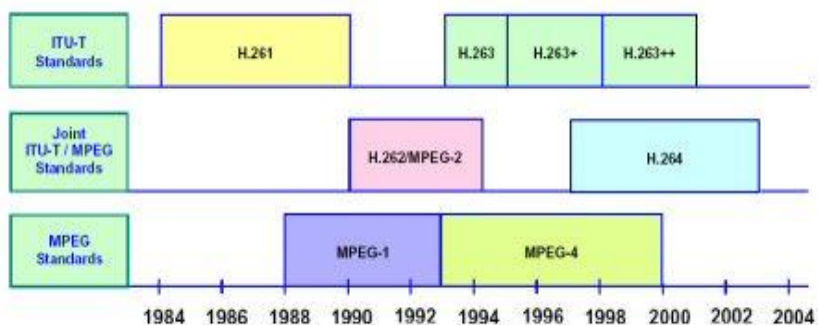 ITU-T
Standards
H.261
H.263
H.263+
H.263++
Joint
ITU-T / MPEG
Standards
H.262/MPEG-2
H.264
MPEG
Standards
MPEG-1
MPEG-4
1984 1986 1988 1990 1992 1994 1996 1998 2000 2002 2004